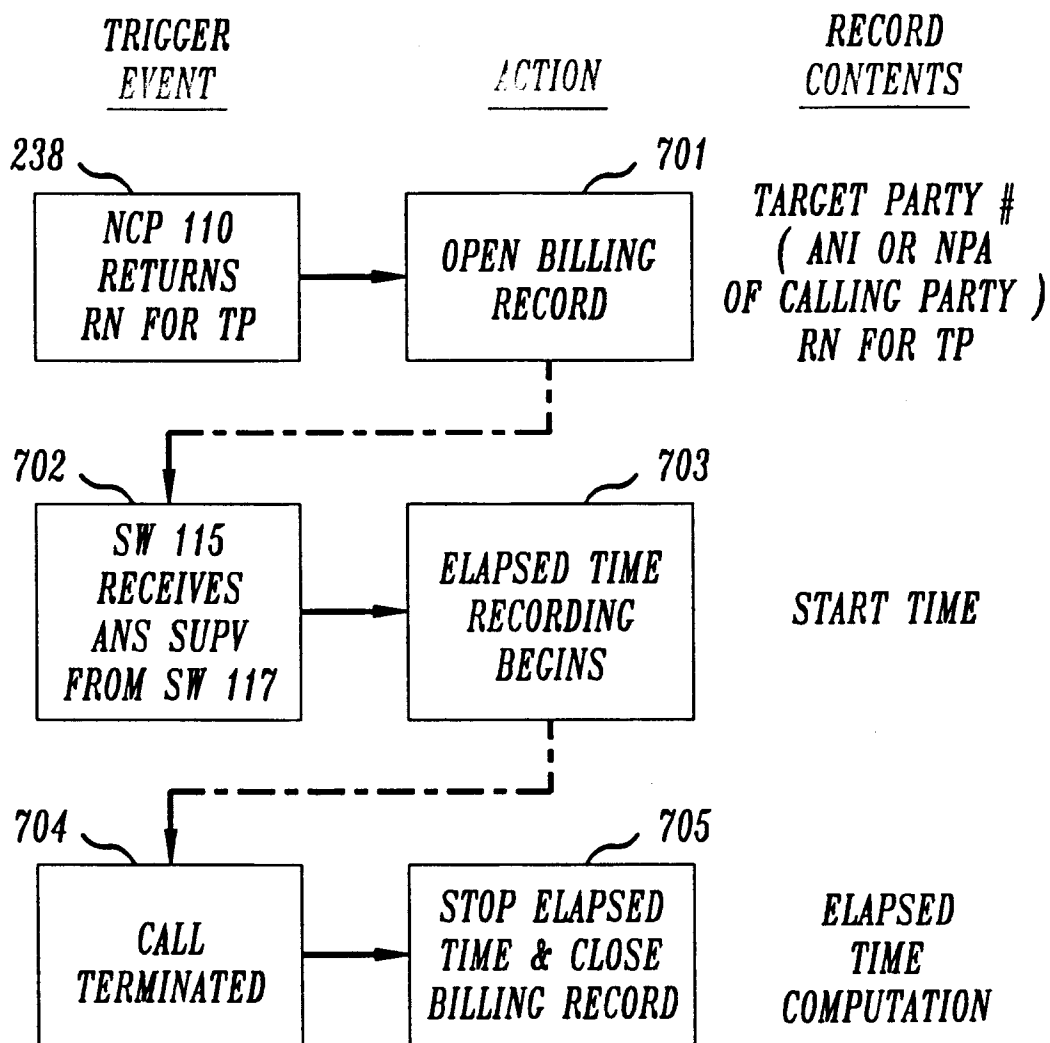 TRIGGER
EVENT
ACTION
RECORD
CONTENTS
238
NCP 110
RETURNS
RN FOR TP
701
OPEN BILLING
RECORD
TARGET PARTY #
( ANI OR NPA
OF CALLING PARTY )
RN FOR TP
702
SW 115
RECEIVES
ANS SUPV
FROM SW 117
703
ELAPSED TIME
RECORDING
BEGINS
START TIME
704
CALL
TERMINATED
705
STOP ELAPSED
TIME & CLOSE
BILLING RECORD
ELAPSED
TIME
COMPUTATION